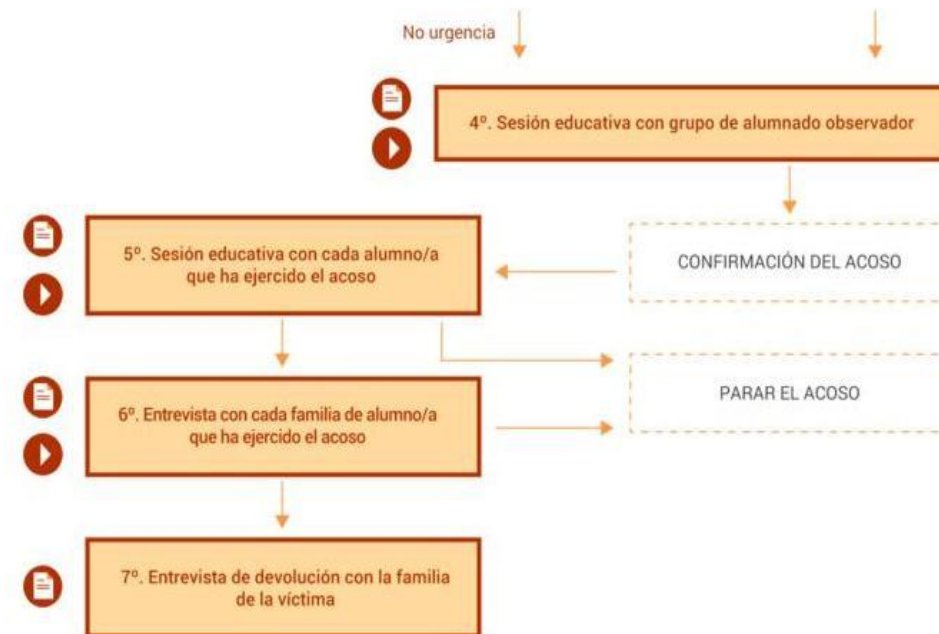 No urgencia
4º. Sesión educativa con grupo de alumnado observador
CONFIRMACIÓN DEL ACOSO
5º. Sesión educativa con cada alumno/a
que ha ejercido el acoso
PARAR EL ACOSO
6º. Entrevista con cada familia de alumno/a
que ha ejercido el acoso
7º. Entrevista de devolución con la familia
de la víctima